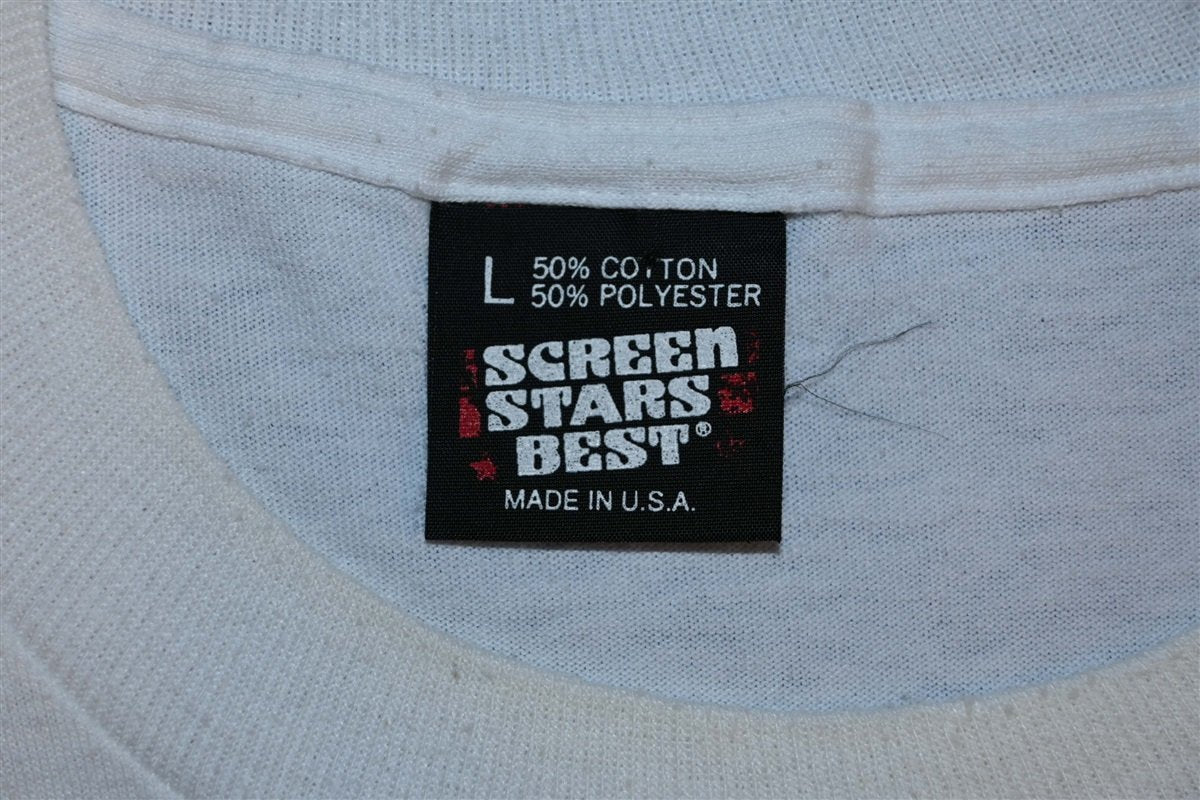 L 50% COTTON
50% POLYESTER
SCREEN
STARS
BEST®
MADE IN U.S.A.